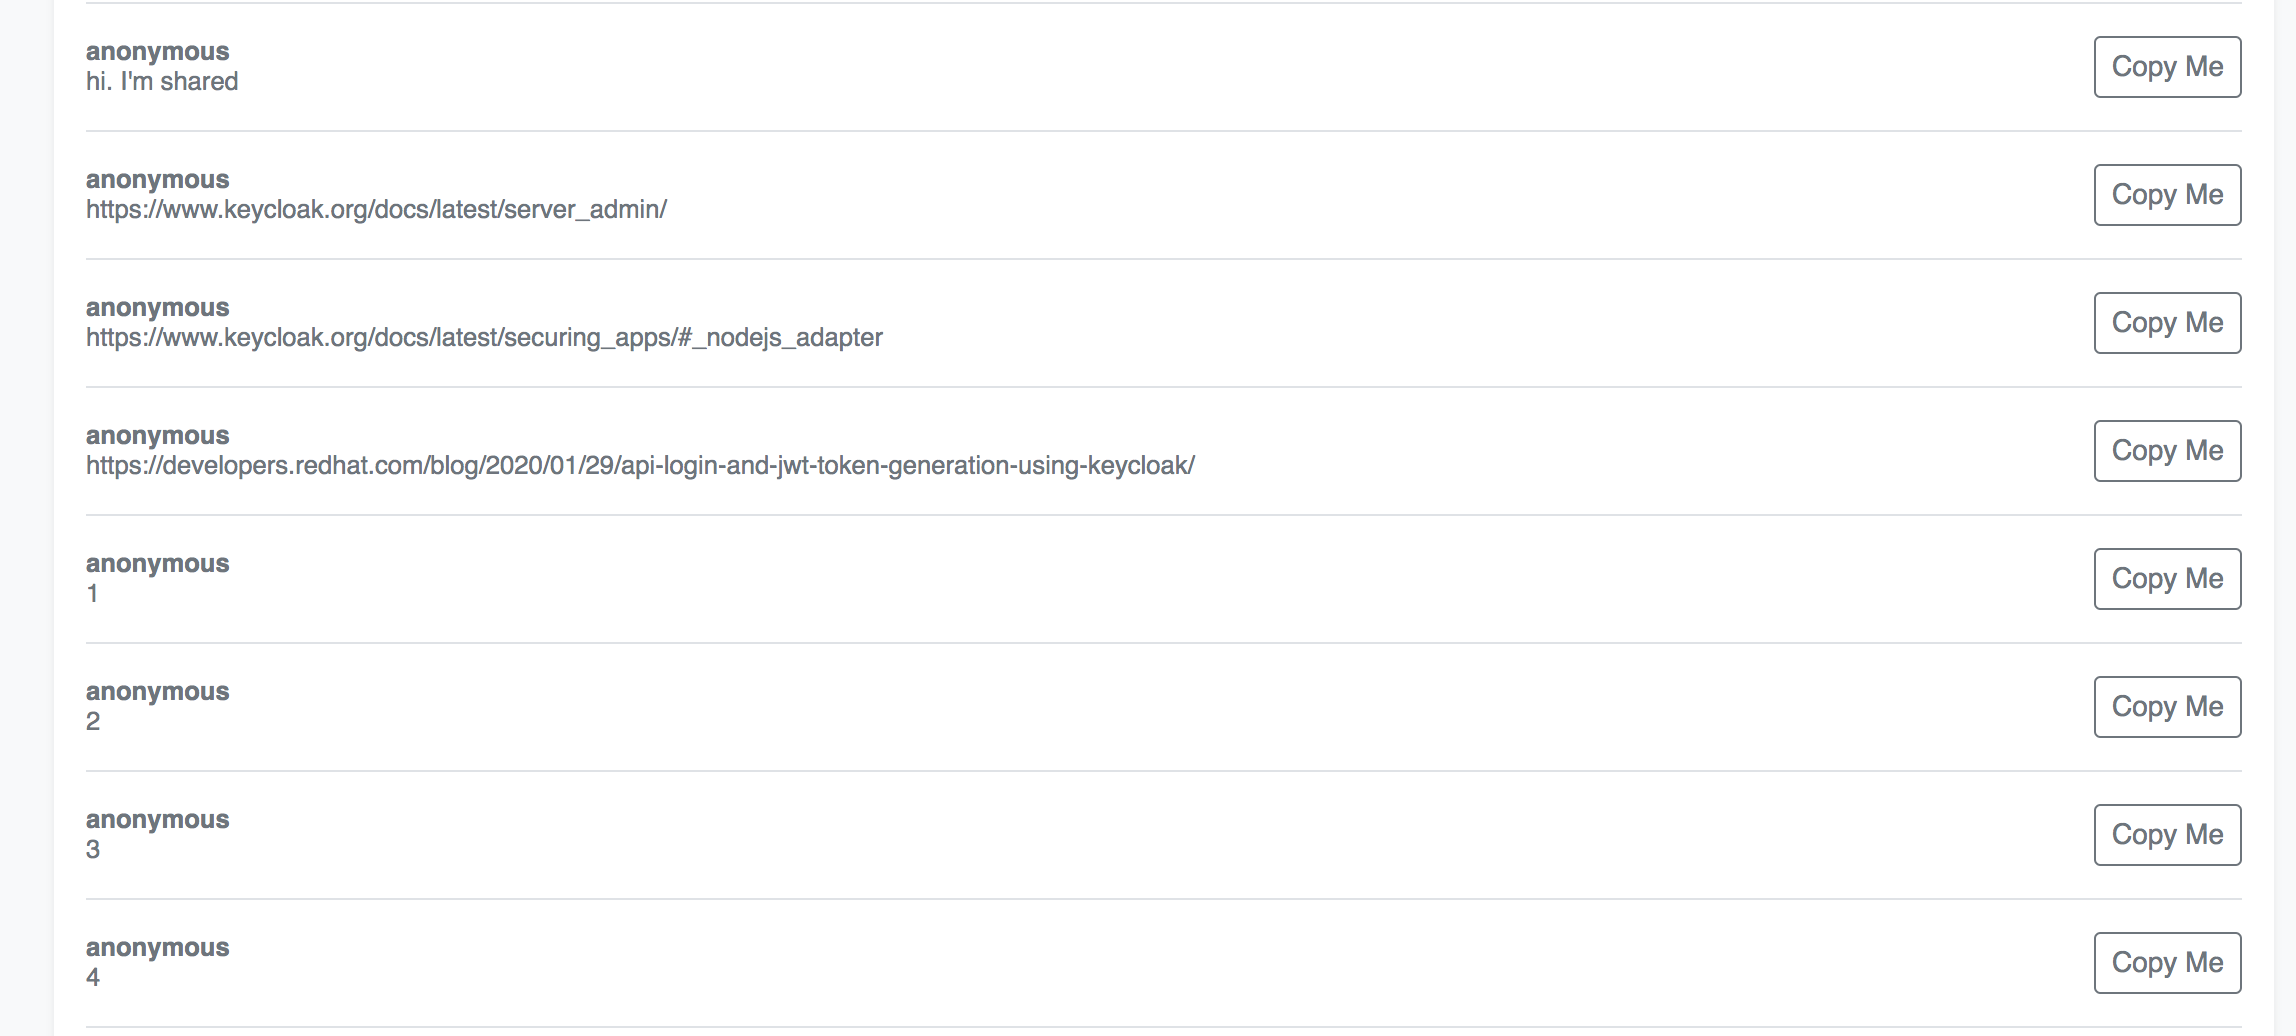 anonymous
hi. I'm shared
Copy Me
anonymous
https://www.keycloak.org/docs/latest/server_admin/
Copy Me
anonymous
https://www.keycloak.org/docs/latest/securing_apps/#_nodejs_adapter
Copy Me
anonymous
https://developers.redhat.com/blog/2020/01/29/api-login-and-jwt-token-generation-using-keycloak/
Copy Me
anonymous
1
Copy Me
anonymous
2
Copy Me
anonymous
3
Copy Me
anonymous
4
Copy Me